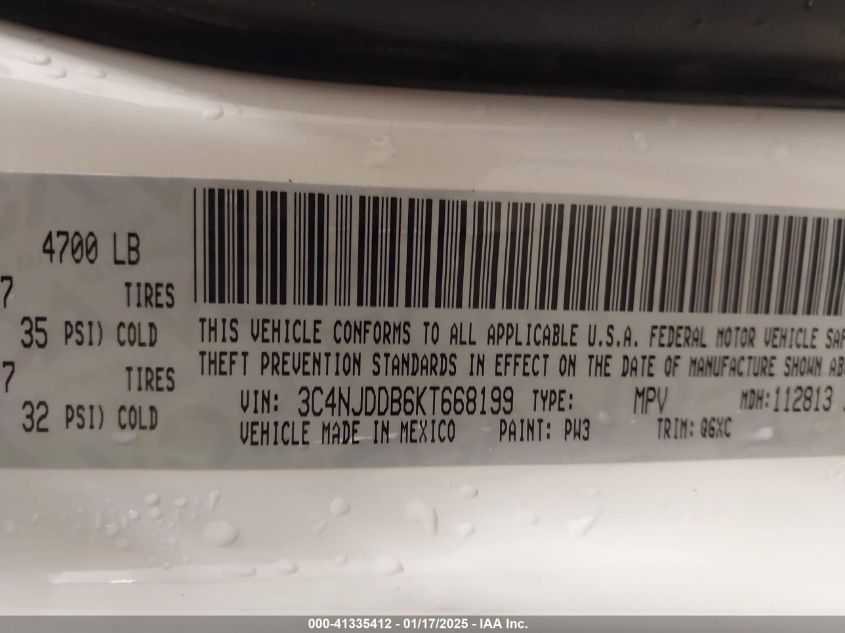 4700 LB
7 TIRES
35 PSI) COLD
7 TIRES
32 PSI) COLD
THIS VEHICLE CONFORMS TO ALL APPLICABLE U.S.A. FEDERAL MOTOR VEHICLE SAF
THEFT PREVENTION STANDARDS IN EFFECT ON THE DATE OF MANUFACTURE SHOWN AB
VIN: 3C4NJDDB6KT668199 TYPE: MPV MDH:112813
VEHICLE MADE IN MEXICO PAINT: PW3 TRIM: Q6XC
000-41335412 - 01/17/2025 - IAA Inc.